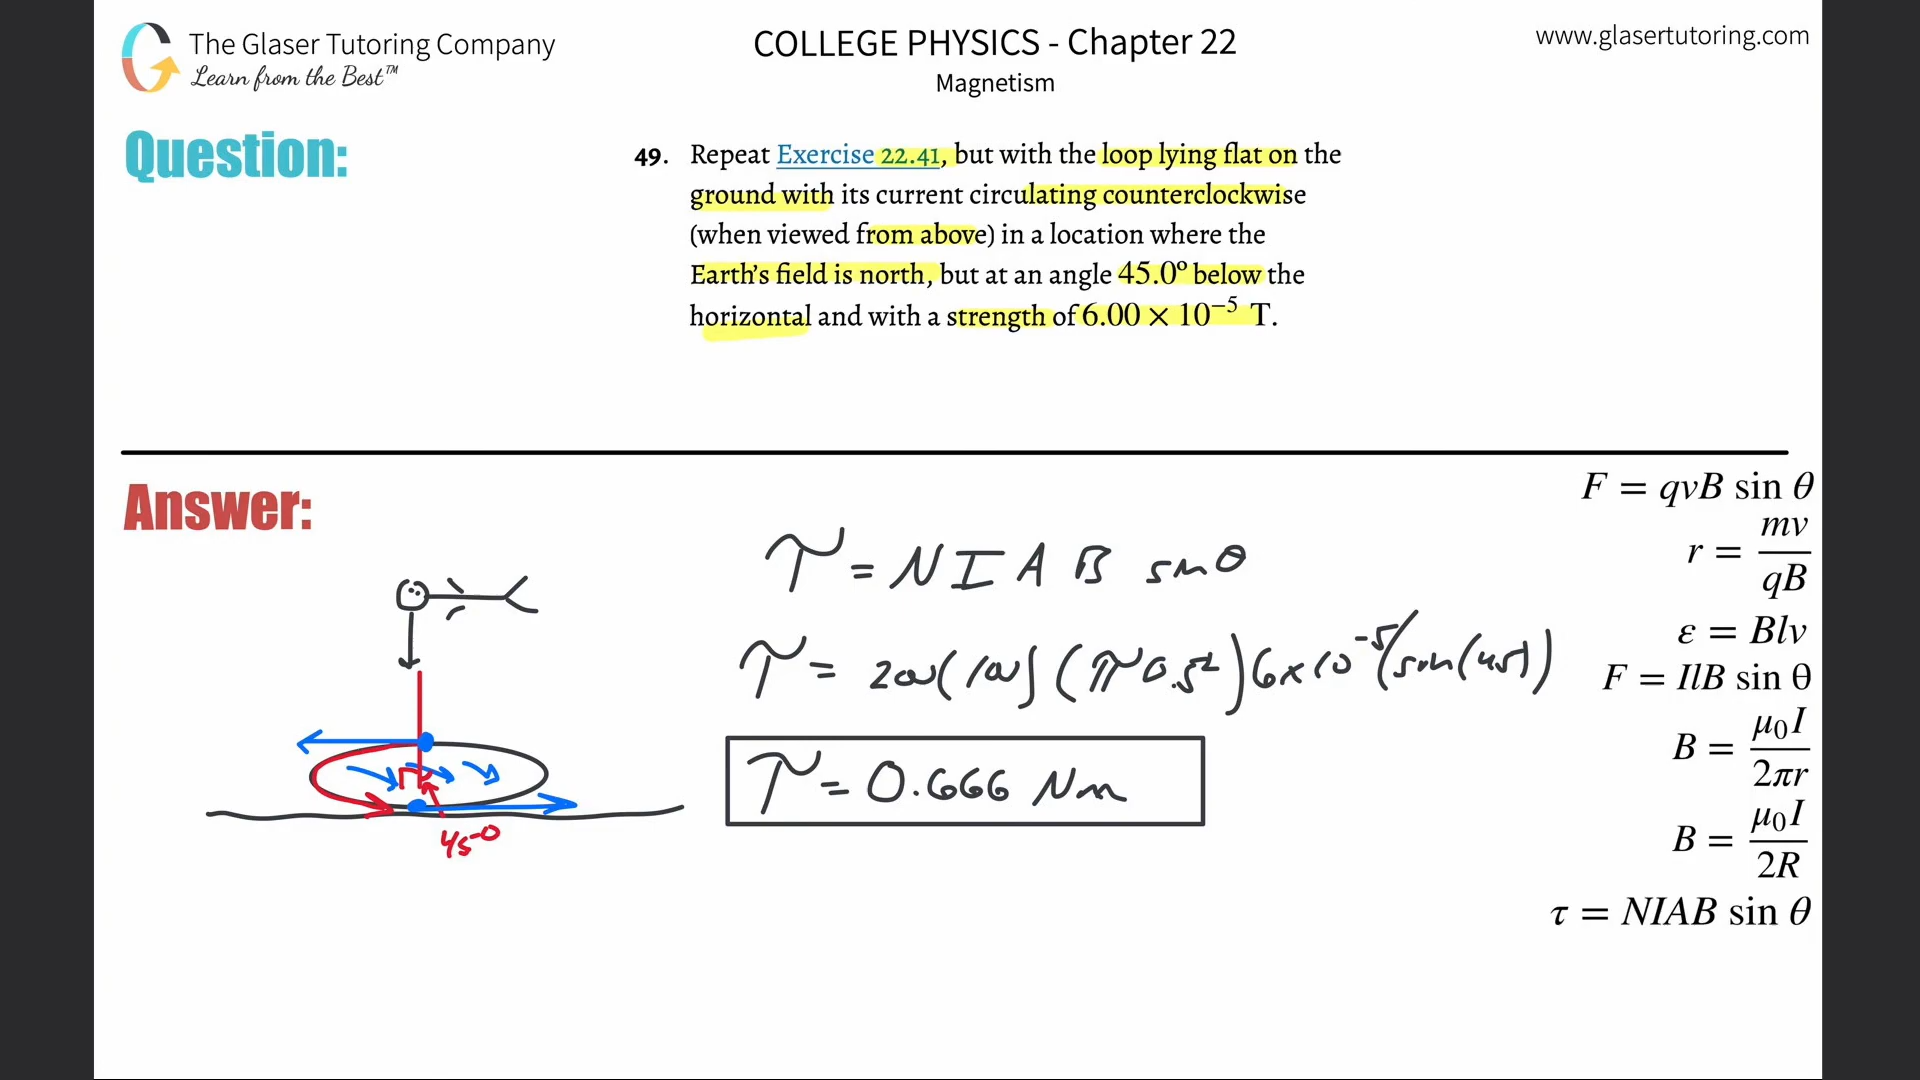 The Glaser Tutoring Company
Learn from the Best™
COLLEGE PHYSICS - Chapter 22
Magnetism
www.glasertutoring.com
Question:
49. Repeat Exercise 22.41, but with the loop lying flat on the
ground with its current circulating counterclockwise
(when viewed from above) in a location where the
Earth's field is north, but at an angle 45.0º below the
horizontal and with a strength of 6.00 × 10⁻⁵ T.
Answer:
τ = NIAB sin θ
τ = 200(100)(π0.5²)6×10⁻⁵(sin(45))
τ = 0.666 Nm
45°
F = qvB sin θ
r = mv/qB
ε = Blv
F = IlB sin θ
B = μ₀I/2πr
B = μ₀I/2R
τ = NIAB sin θ